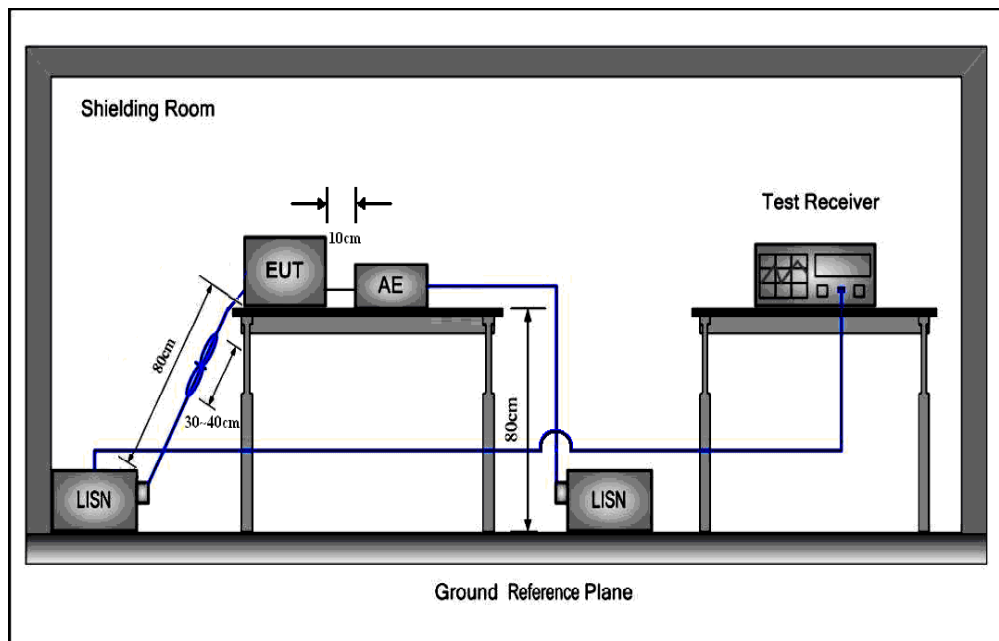 Shielding Room
Test Receiver
10cm
EUT
AE
80cm
30~40cm
80cm
LISN
LISN
Ground Reference Plane